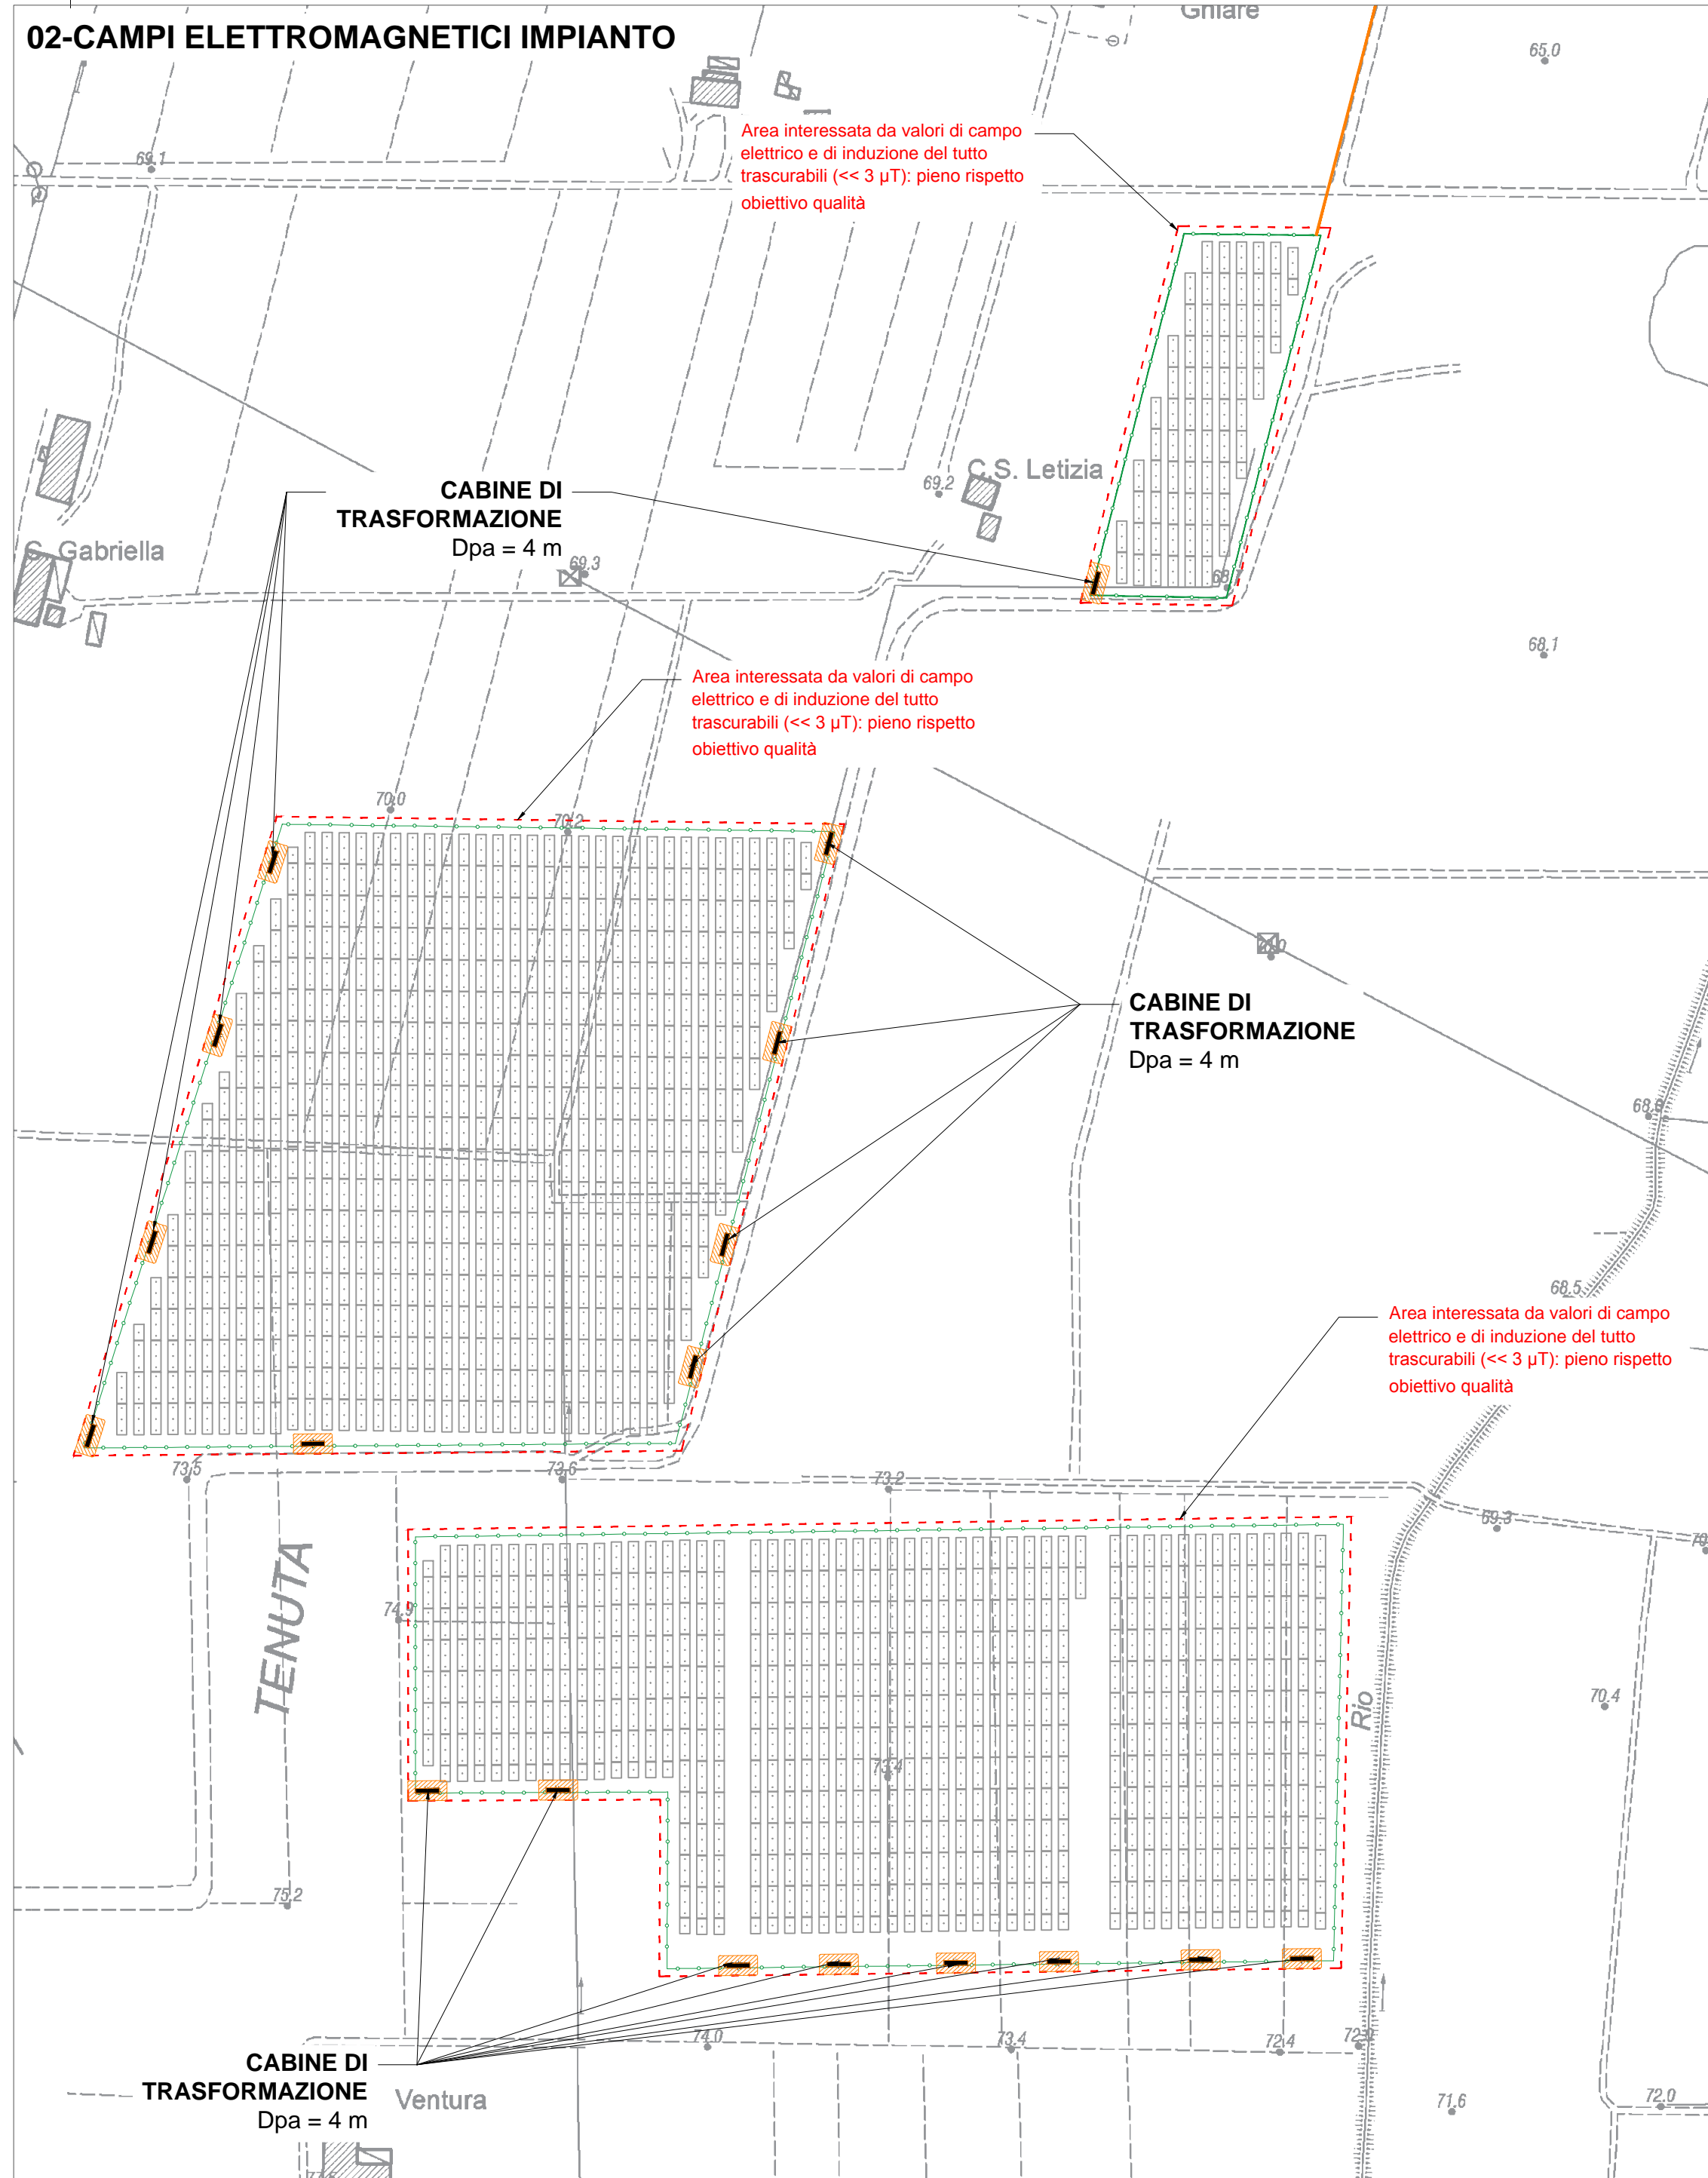 02-CAMPI ELETTROMAGNETICI IMPIANTO
Ghiare
65.0
Area interessata da valori di campo
elettrico e di induzione del tutto
trascurabili (<< 3 µT): pieno rispetto
obiettivo qualità
69.1
C.S. Letizia
69.2
CABINE DI
TRASFORMAZIONE
Dpa = 4 m
C. Gabriella
69.3
68.1
Area interessata da valori di campo
elettrico e di induzione del tutto
trascurabili (<< 3 µT): pieno rispetto
obiettivo qualità
70.0
70.2
CABINE DI
TRASFORMAZIONE
Dpa = 4 m
68.5
Area interessata da valori di campo
elettrico e di induzione del tutto
trascurabili (<< 3 µT): pieno rispetto
obiettivo qualità
73.5
73.6
73.2
69.3
TENUTA
74.9
Rio
70.4
73.4
75.2
74.0
73.4
72.4
CABINE DI
TRASFORMAZIONE
Dpa = 4 m
Ventura
71.6
72.0